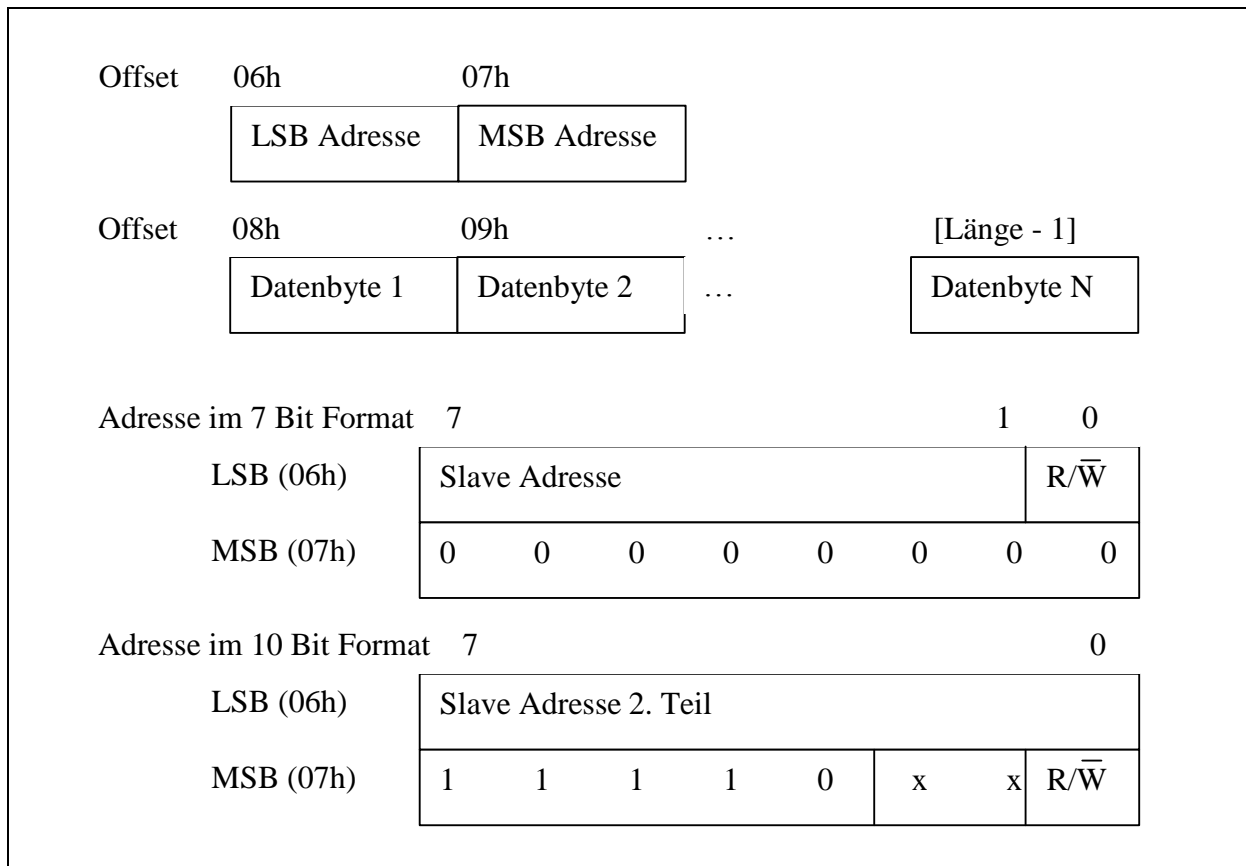 Offset 06h 07h
LSB Adresse MSB Adresse
Offset 08h 09h … [Länge - 1]
Datenbyte 1 Datenbyte 2 … Datenbyte N
Adresse im 7 Bit Format 7 1 0
LSB (06h) Slave Adresse R/W̅
MSB (07h) 0 0 0 0 0 0 0 0
Adresse im 10 Bit Format 7 0
LSB (06h) Slave Adresse 2. Teil
MSB (07h) 1 1 1 1 0 x x R/W̅